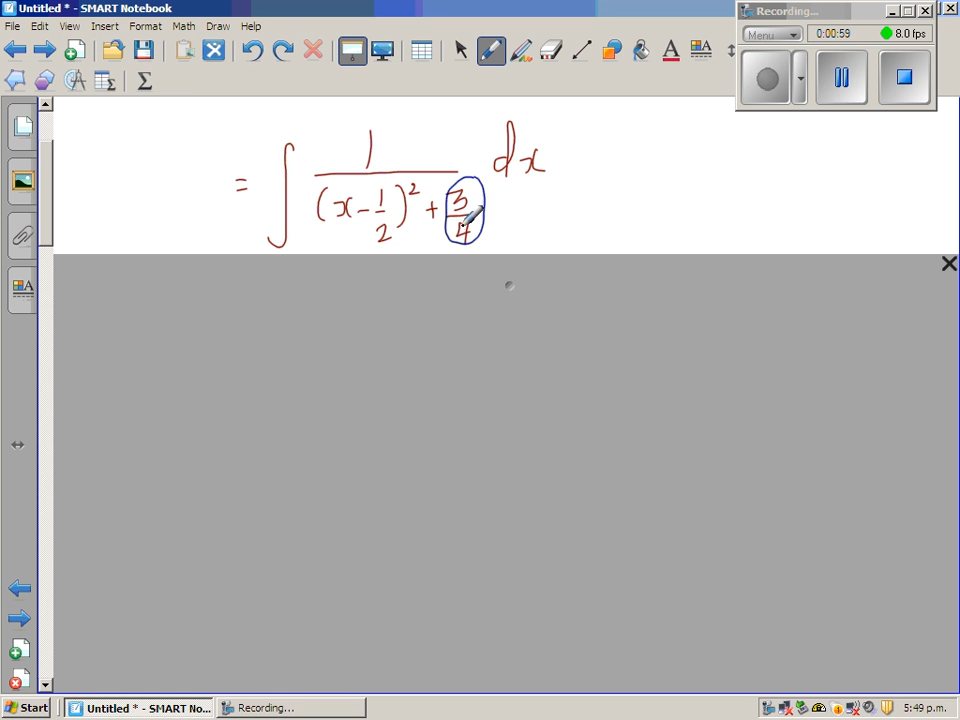 Untitled * - SMART Notebook
File Edit View Insert Format Math Draw Help
Recording...
Menu 0:00:59 8.0 fps
= ∫ 1/((x - 1/2)² + 3/4) dx
Start Untitled * - SMART No... Recording... 5:49 p.m.